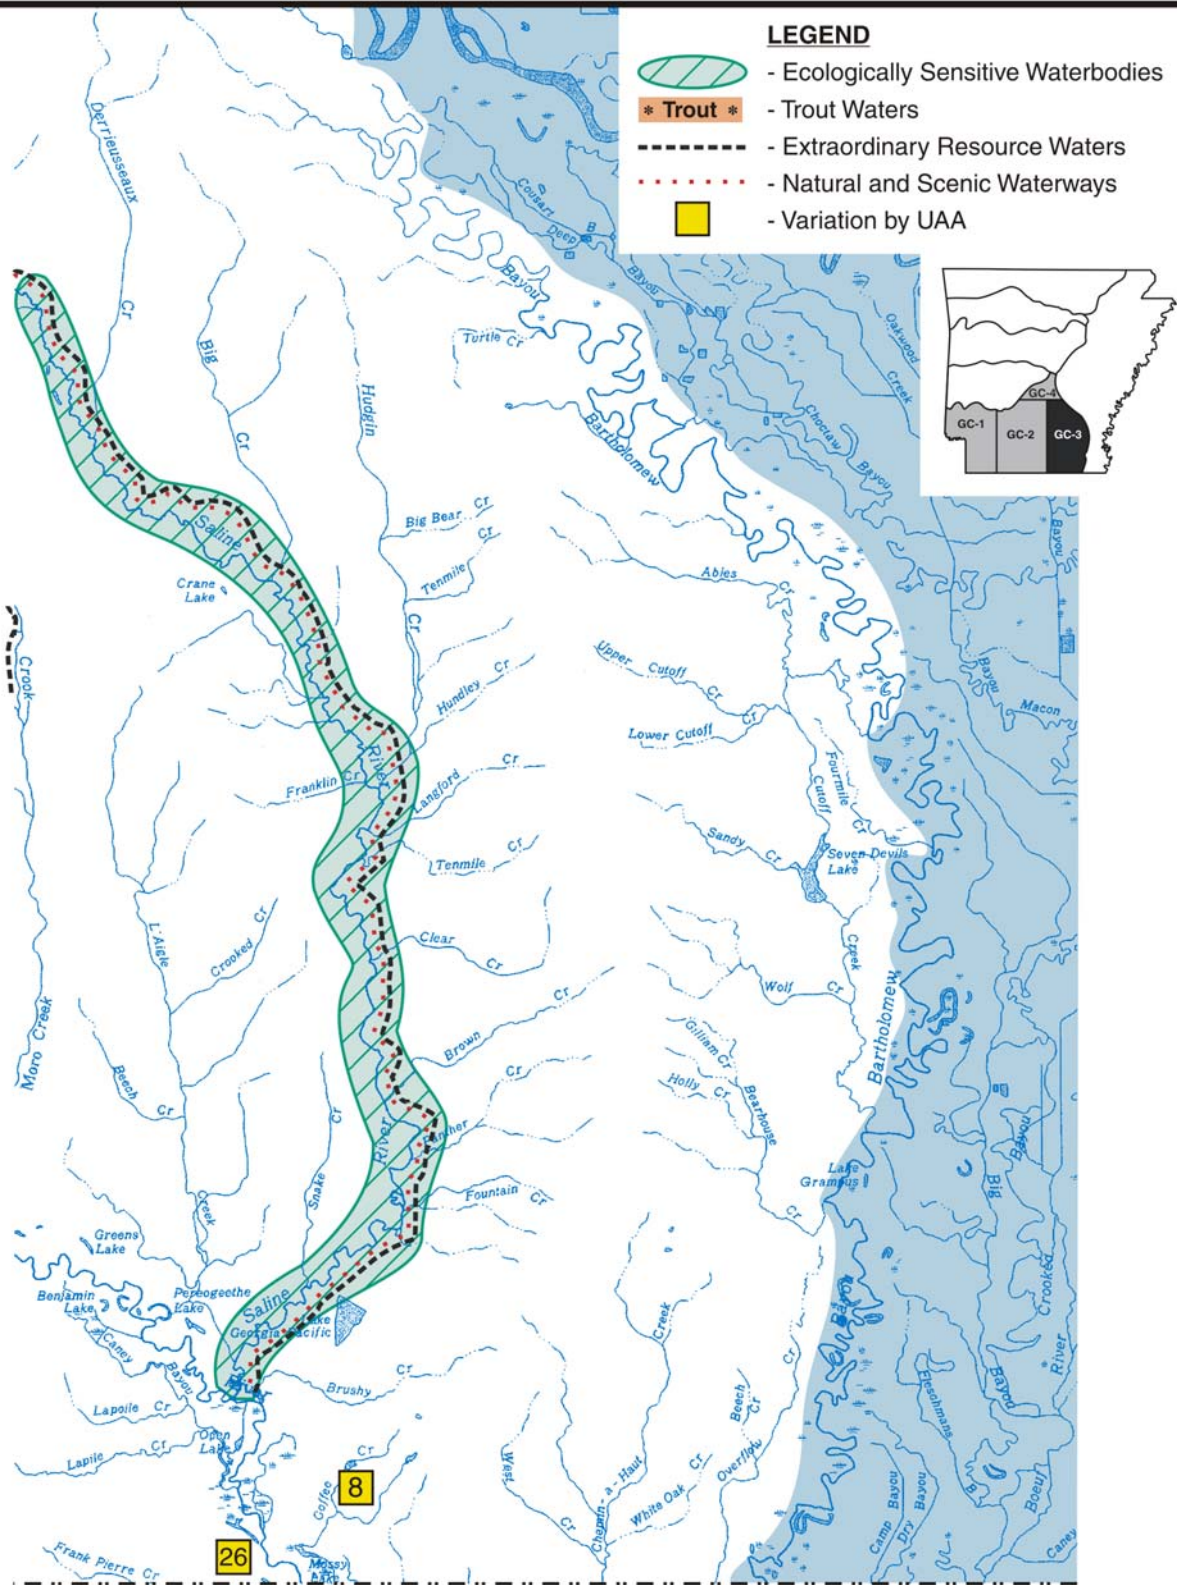 LEGEND
- Ecologically Sensitive Waterbodies
* Trout * - Trout Waters
- Extraordinary Resource Waters
- Natural and Scenic Waterways
- Variation by UAA
GC-4
GC-1
GC-2
GC-3
Derrieusseaux
Cr
Big
Cr
Hudgin
Cr
Cousart
Deep
B
Bayou
Bayou
Turtle Cr
Bartholomew
Oakwood
Creek
Choctaw
Bayou
Bayou
Big Bear Cr
Tenmile
Cr
Saline
Crane
Lake
Ables
Cr
Crook
Upper Cutoff
Cr
Hundley
Cr
Lower Cutoff
Cr
Bayou
Macon
River
Franklin Cr
Langford
Cr
Fourmile
Cr
Cutoff
Sandy
Cr
Seven Devils
Lake
Tenmile
Cr
L'Aigle
Crooked
Cr
Clear
Cr
Creek
Wolf
Cr
Bartholomew
Moro Creek
Brown
Cr
Gilliam Cr
Holly Cr
Bearhouse
Beech
Cr
Cr
Cr
River
Snake
Fountain
Cr
Lake
Grampus
Cr
Big
Bayou
Creek
Greens
Lake
Benjamin
Lake
Pereogeethe
Lake
Saline
Georgia
Crooked
Bayou
River
Caney
Bayou
Creek
Cr
Brushy
Cr
Lapoile Cr
Beech
Cr
Fleschmans
Bayou
B
Open
Lake
Lapile
Cr
Cr
Coffee
8
West
Cr
Chemin-a-Haut
White Oak
Cr
Overflow
Camp Bayou
Dry Bayou
Boeuf
Caney
26
Frank Pierre Cr
Mossy
Lake